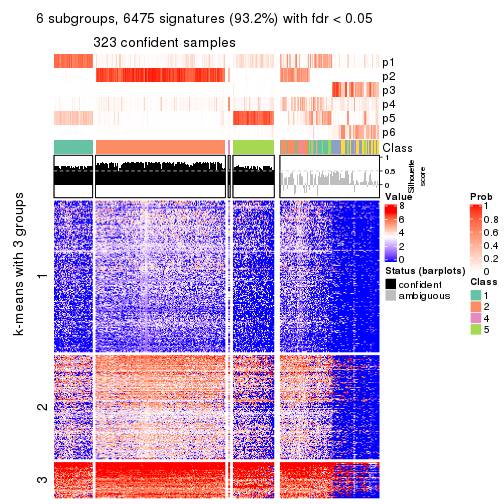 6 subgroups, 6475 signatures (93.2%) with fdr < 0.05
323 confident samples
p1
p2
p3
p4
p5
p6
Class
1
0.5
0
Silhouette
score
k-means with 3 groups
1
2
3
Value
8
6
4
2
0
Status (barplots)
confident
ambiguous
Prob
1
0.8
0.6
0.4
0.2
0
Class
1
2
4
5